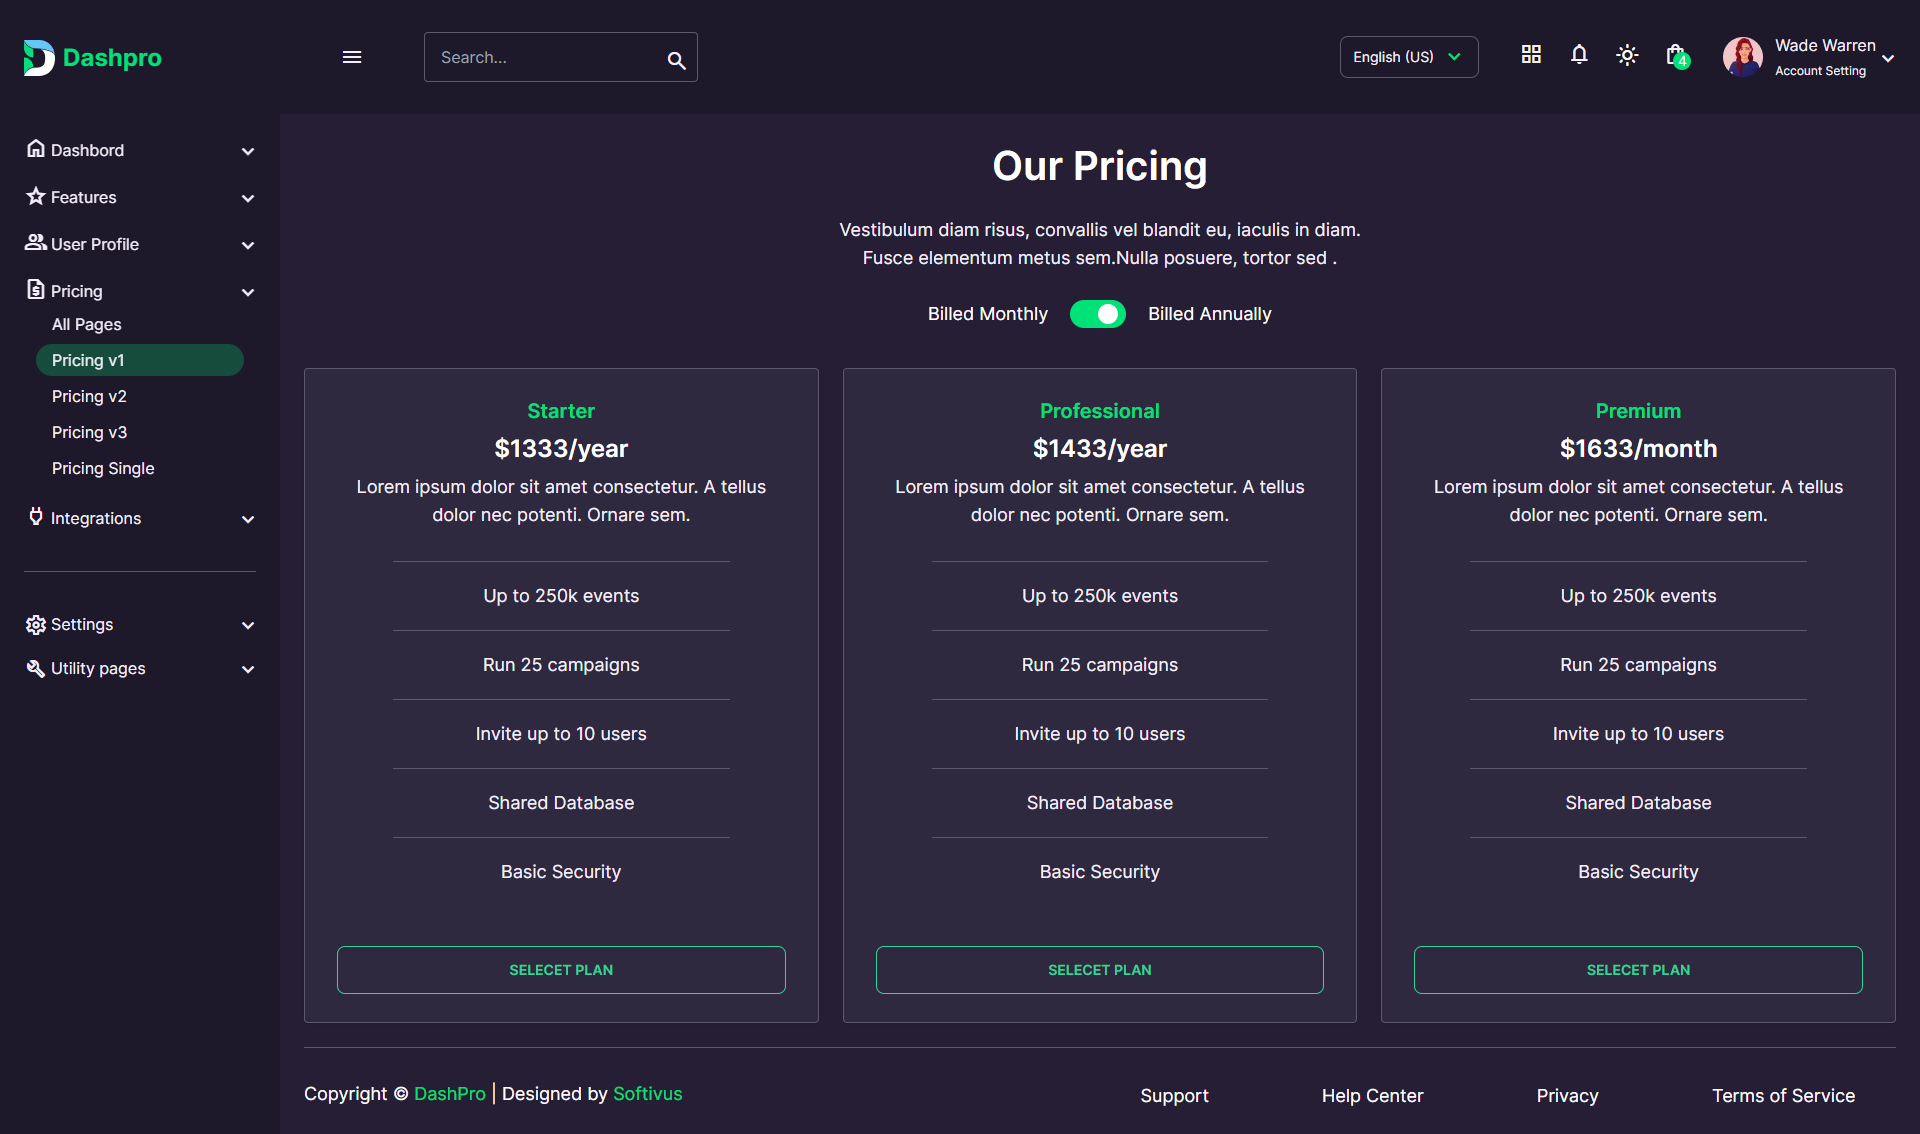 Dashpro
Search...
English (US)
4
Wade Warren
Account Setting
Dashbord
Features
User Profile
Pricing
All Pages
Pricing v1
Pricing v2
Pricing v3
Pricing Single
Integrations
Settings
Utility pages
Our Pricing
Vestibulum diam risus, convallis vel blandit eu, iaculis in diam.
Fusce elementum metus sem.Nulla posuere, tortor sed .
Billed Monthly
Billed Annually
Starter
$1333/year
Lorem ipsum dolor sit amet consectetur. A tellus
dolor nec potenti. Ornare sem.
Up to 250k events
Run 25 campaigns
Invite up to 10 users
Shared Database
Basic Security
SELECET PLAN
Professional
$1433/year
Lorem ipsum dolor sit amet consectetur. A tellus
dolor nec potenti. Ornare sem.
Up to 250k events
Run 25 campaigns
Invite up to 10 users
Shared Database
Basic Security
SELECET PLAN
Premium
$1633/month
Lorem ipsum dolor sit amet consectetur. A tellus
dolor nec potenti. Ornare sem.
Up to 250k events
Run 25 campaigns
Invite up to 10 users
Shared Database
Basic Security
SELECET PLAN
Copyright © DashPro | Designed by Softivus
Support
Help Center
Privacy
Terms of Service